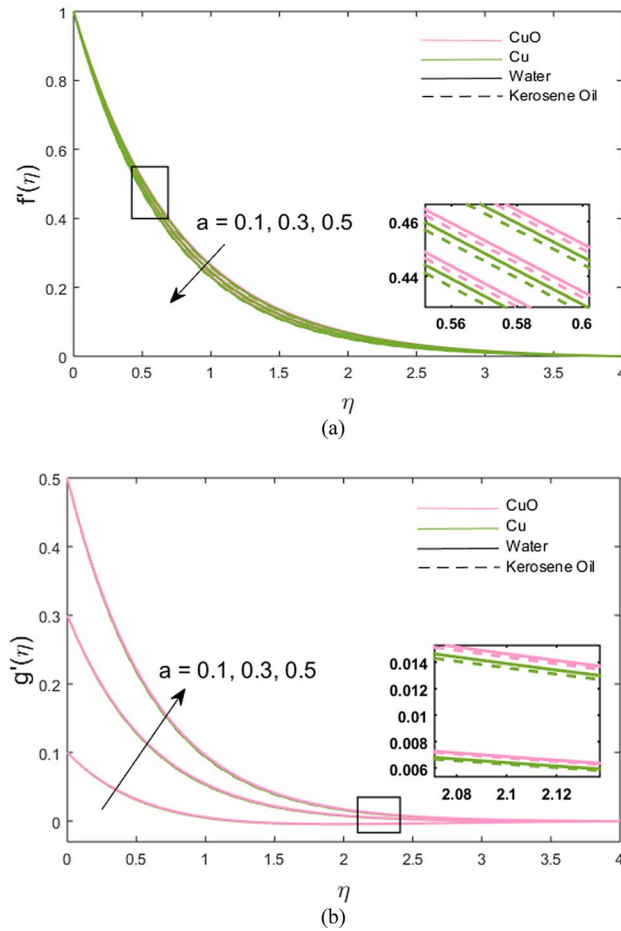 1
0.8
0.6
0.4
0.2
0
f'(η)
CuO
Cu
Water
Kerosene Oil
a = 0.1, 0.3, 0.5
0.46
0.44
0.56 0.58 0.6
0 0.5 1 1.5 2 2.5 3 3.5 4
η
(a)
0.5
0.4
0.3
0.2
0.1
0
g'(η)
CuO
Cu
Water
Kerosene Oil
a = 0.1, 0.3, 0.5
0.014
0.012
0.01
0.008
0.006
2.08 2.1 2.12
0 0.5 1 1.5 2 2.5 3 3.5 4
η
(b)